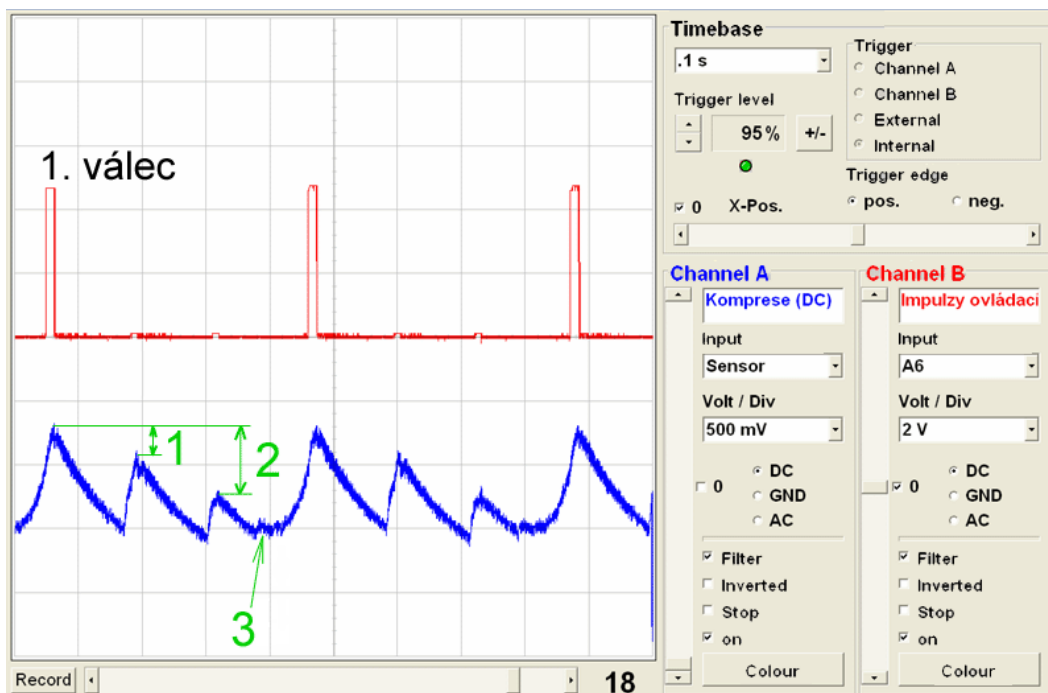 1. válec
1
2
3
Record
18
Timebase
.1 s
Trigger
Channel A
Channel B
External
Internal
Trigger level
95%
+/-
Trigger edge
pos.
neg.
0
X-Pos.
Channel A
Komprese (DC)
Input
Sensor
Volt / Div
500 mV
0
DC
GND
AC
Filter
Inverted
Stop
on
Colour
Channel B
Impulzy ovládací
Input
A6
Volt / Div
2 V
0
DC
GND
AC
Filter
Inverted
Stop
on
Colour